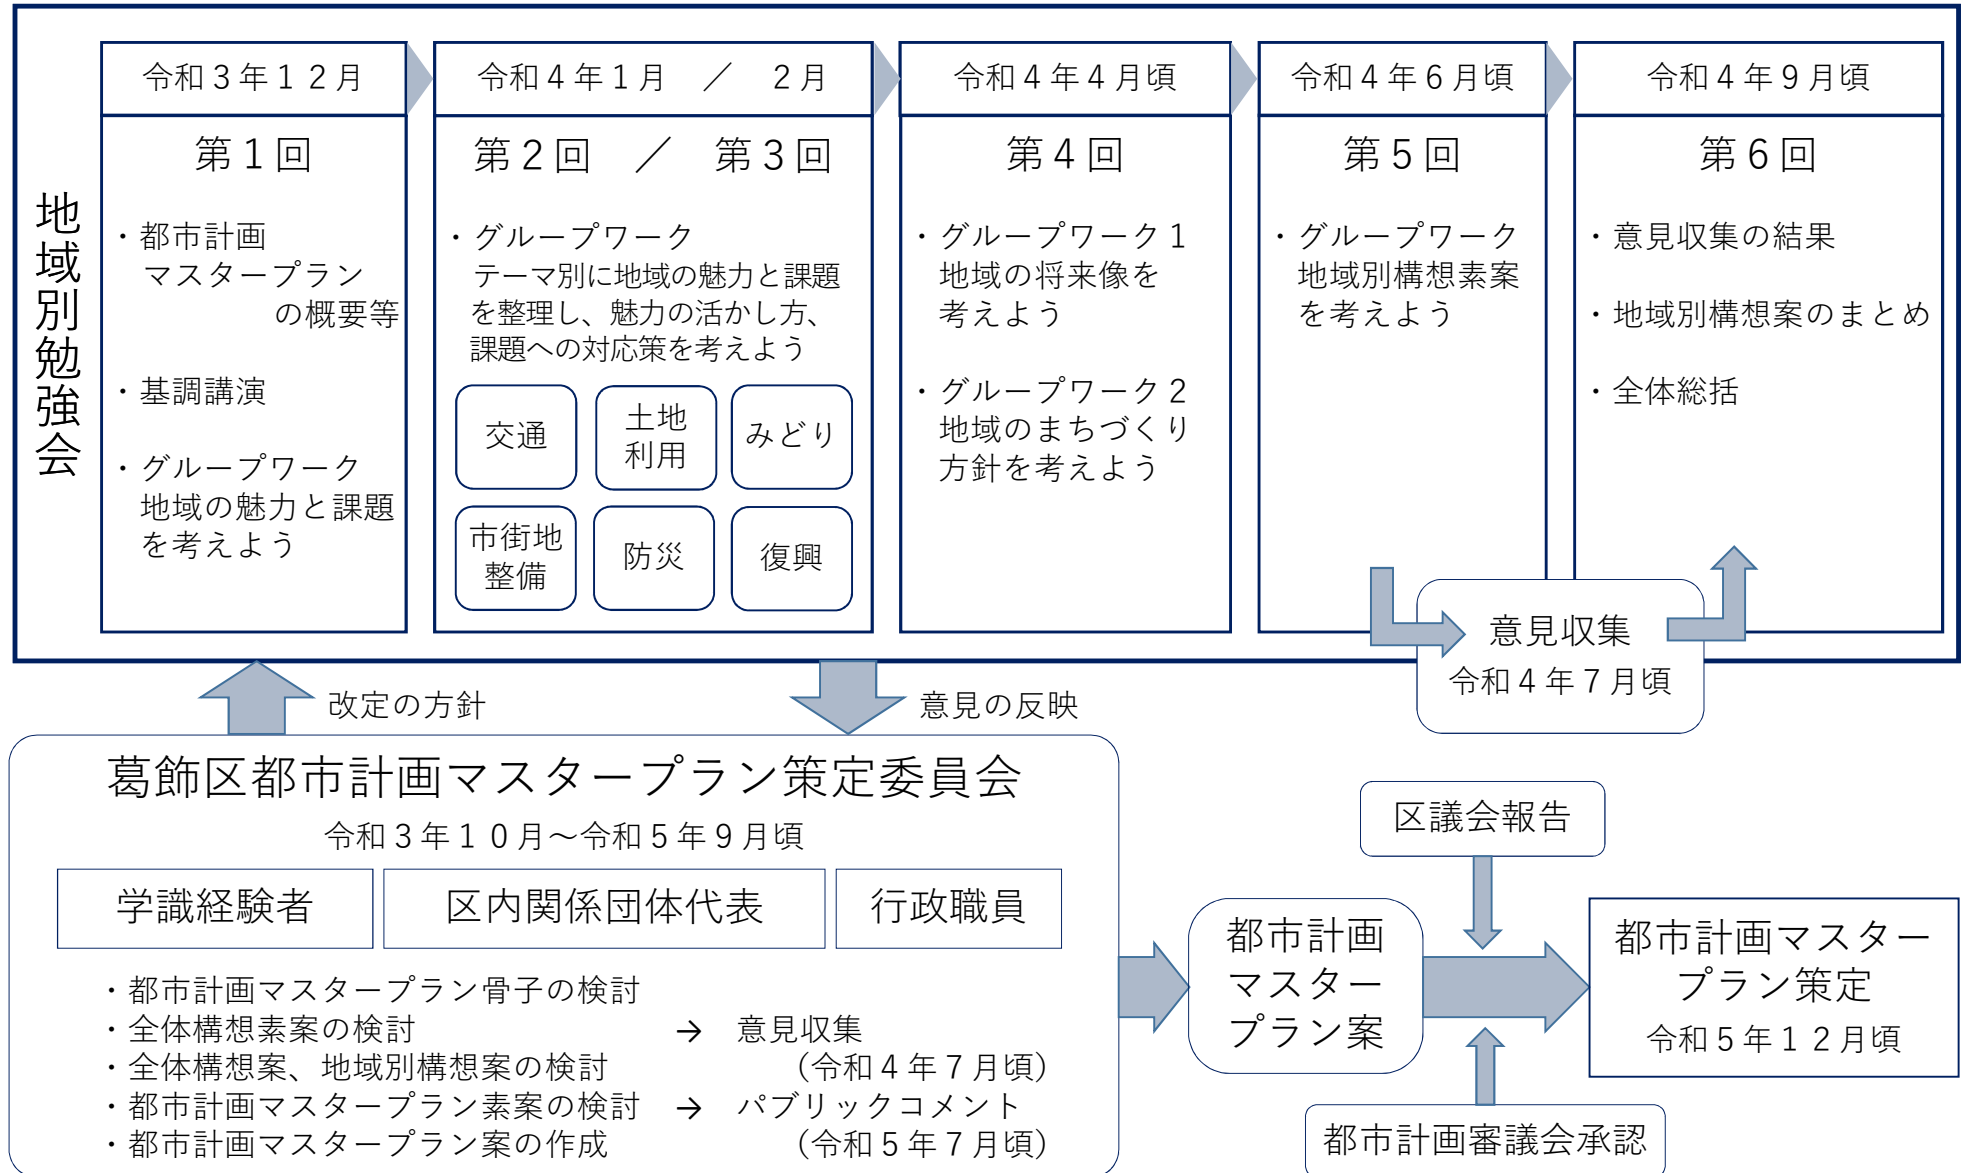 地域別勉強会
令和3年12月
第1回
・都市計画
マスタープラン
の概要等
・基調講演
・グループワーク
地域の魅力と課題
を考えよう
令和4年1月 ／ 2月
第2回 ／ 第3回
・グループワーク
テーマ別に地域の魅力と課題
を整理し、魅力の活かし方、
課題への対応策を考えよう
交通
土地
利用
みどり
市街地
整備
防災
復興
令和4年4月頃
第4回
・グループワーク1
地域の将来像を
考えよう
・グループワーク2
地域のまちづくり
方針を考えよう
令和4年6月頃
第5回
・グループワーク
地域別構想素案
を考えよう
令和4年9月頃
第6回
・意見収集の結果
・地域別構想案のまとめ
・全体総括
意見収集
令和4年7月頃
改定の方針
意見の反映
葛飾区都市計画マスタープラン策定委員会
令和3年10月～令和5年9月頃
学識経験者
区内関係団体代表
行政職員
・都市計画マスタープラン骨子の検討
・全体構想素案の検討 → 意見収集
・全体構想案、地域別構想案の検討 （令和4年7月頃）
・都市計画マスタープラン素案の検討 → パブリックコメント
・都市計画マスタープラン案の作成 （令和5年7月頃）
都市計画
マスター
プラン案
区議会報告
都市計画審議会承認
都市計画マスター
プラン策定
令和5年12月頃